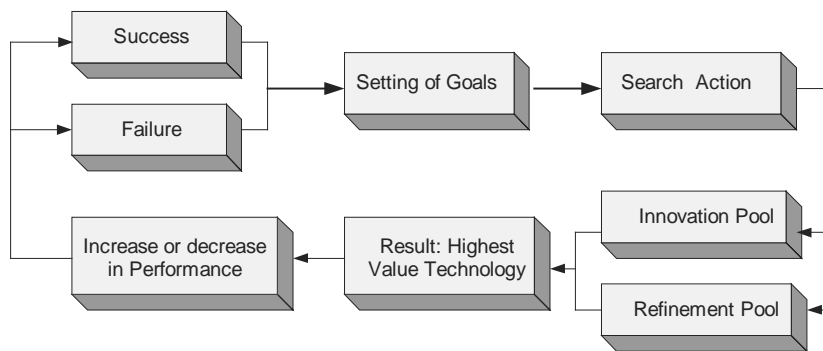 Success
Setting of Goals
Search Action
Failure
Innovation Pool
Increase or decrease
in Performance
Result: Highest
Value Technology
Refinement Pool